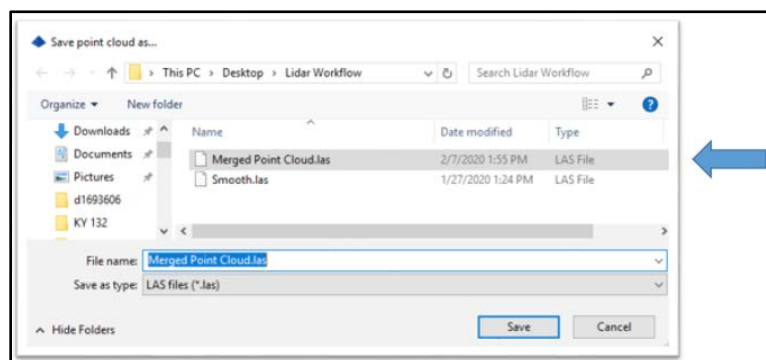 Save point cloud as...
This PC > Desktop > Lidar Workflow
Search Lidar Workflow
Organize
New folder
Name
Date modified
Type
Downloads
Documents
Pictures
d1693606
KY 132
Merged Point Cloud.las 2/7/2020 1:55 PM LAS File
Smooth.las 1/27/2020 1:24 PM LAS File
File name: Merged Point Cloud.las
Save as type: LAS files (*.las)
Hide Folders
Save
Cancel